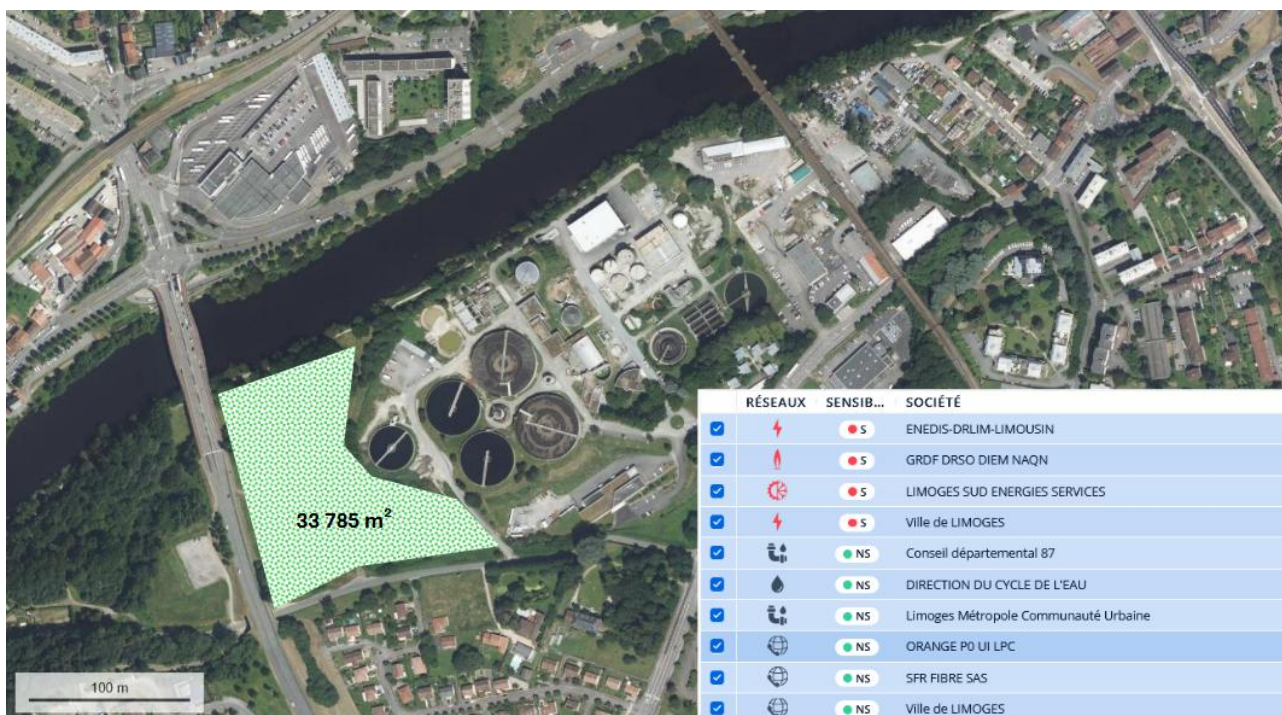 33 785 m²
100 m
RÉSEAUX SENSIB... SOCIÉTÉ
S ENEDIS-DRLIM-LIMOUSIN
S GRDF DRSO DIEM NAQN
S LIMOGES SUD ENERGIES SERVICES
S Ville de LIMOGES
NS Conseil départemental 87
NS DIRECTION DU CYCLE DE L'EAU
NS Limoges Métropole Communauté Urbaine
NS ORANGE P0 UI LPC
NS SFR FIBRE SAS
NS Ville de LIMOGES